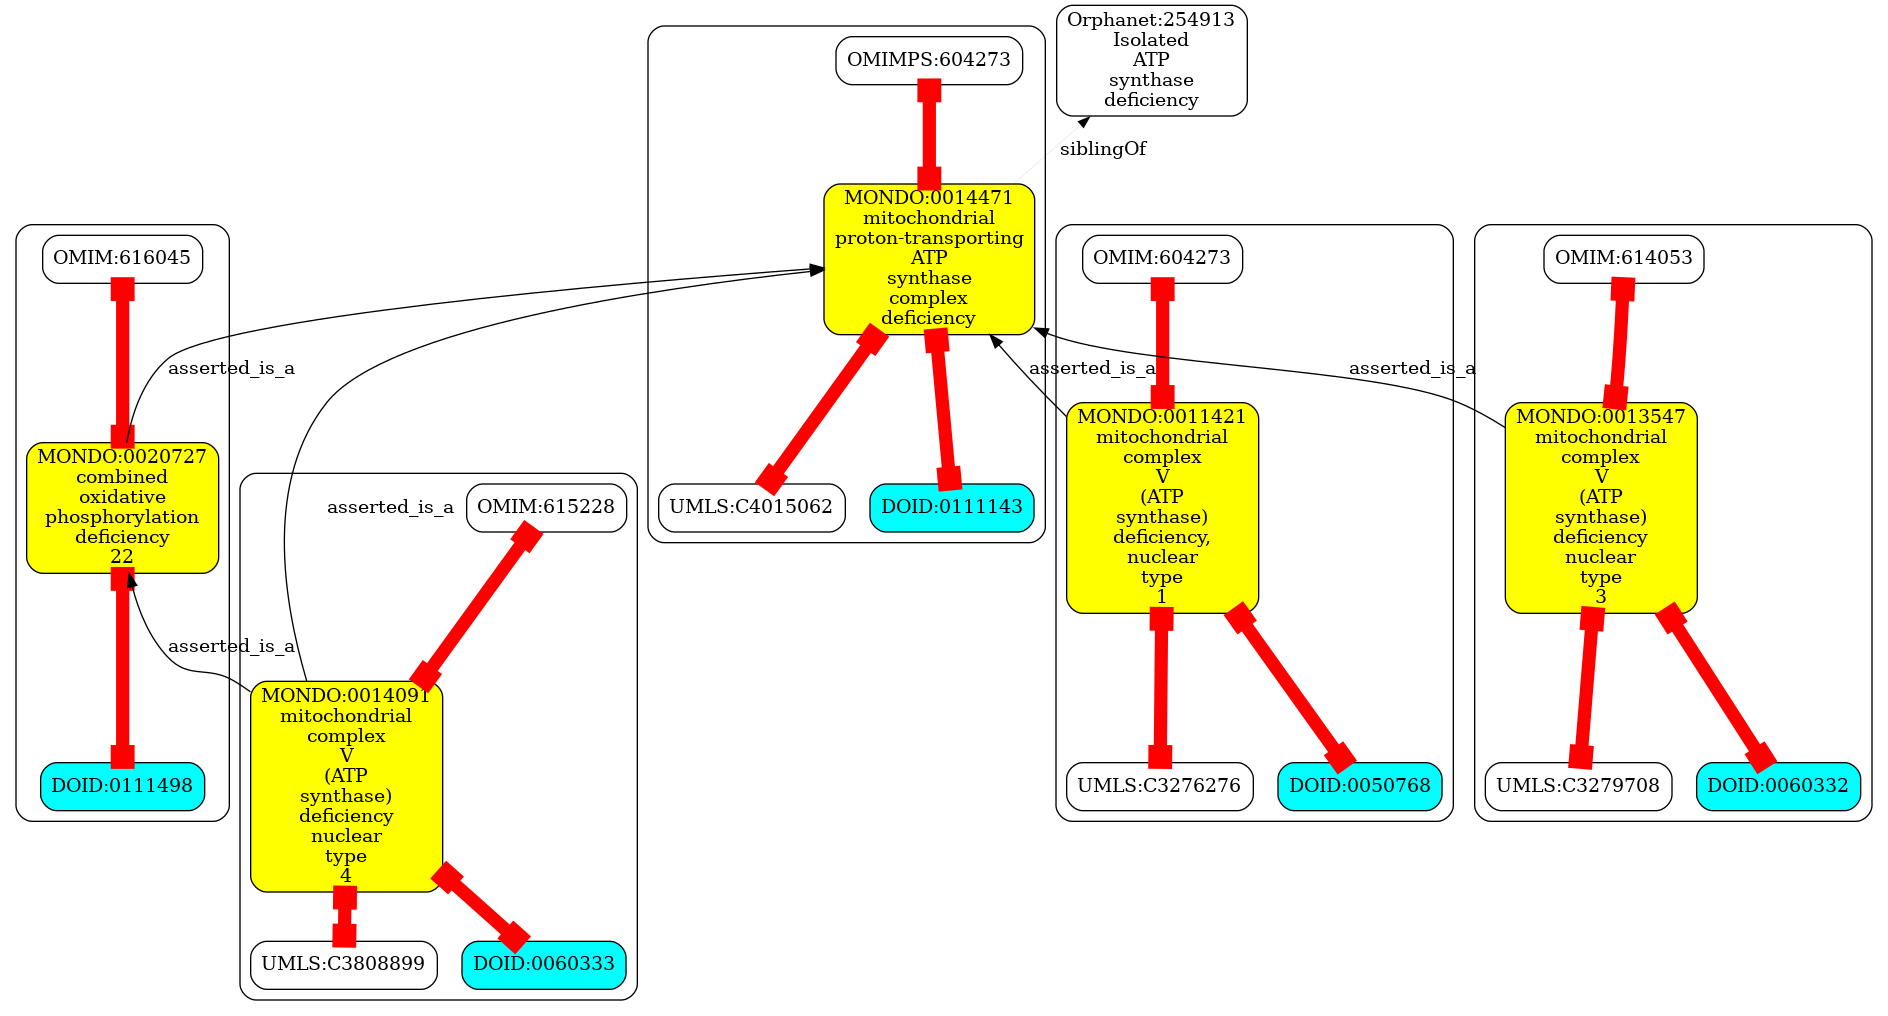 Orphanet:254913
Isolated
ATP
synthase
deficiency
OMIMPS:604273
siblingOf
MONDO:0014471
mitochondrial
proton-transporting
ATP
synthase
complex
deficiency
OMIM:616045
OMIM:604273
OMIM:614053
asserted_is_a
asserted_is_a
asserted_is_a
MONDO:0020727
combined
oxidative
phosphorylation
deficiency
22
asserted_is_a
OMIM:615228
UMLS:C4015062
DOID:0111143
MONDO:0011421
mitochondrial
complex
V
(ATP
synthase)
deficiency,
nuclear
type
1
MONDO:0013547
mitochondrial
complex
V
(ATP
synthase)
deficiency
nuclear
type
3
asserted_is_a
DOID:0111498
MONDO:0014091
mitochondrial
complex
V
(ATP
synthase)
deficiency
nuclear
type
4
UMLS:C3276276
DOID:0050768
UMLS:C3279708
DOID:0060332
UMLS:C3808899
DOID:0060333